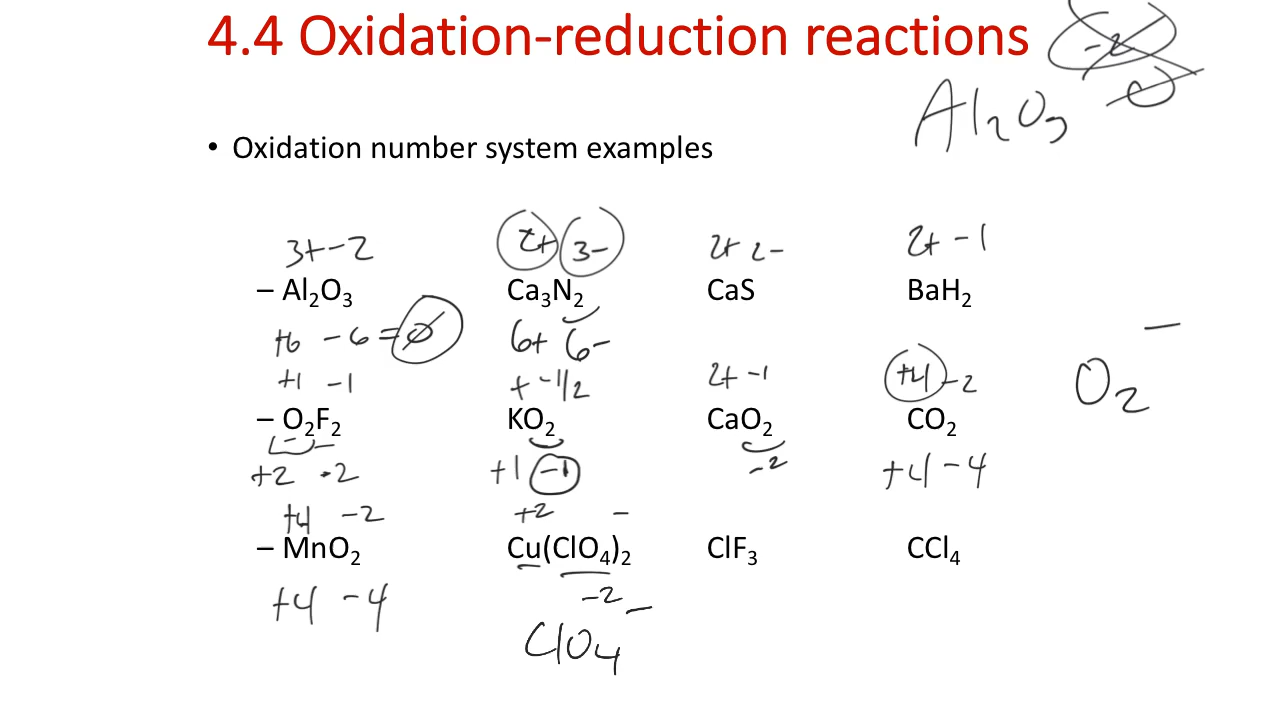 4.4 Oxidation-reduction reactions
-2
Al₂O₃
• Oxidation number system examples
3+ -2 2+ 3- 2+ 2- 2+ -1
– Al₂O₃ Ca₃N₂ CaS BaH₂
+6 -6 = 0 6+ 6-
+1 -1 + -1/2 2+ -1 +4 -2 O₂⁻
– O₂F₂ KO₂ CaO₂ CO₂
+2 -2 +1 -1 -2 +4 -4
+4 -2 +2 -
– MnO₂ Cu(ClO₄)₂ ClF₃ CCl₄
+4 -4 -2
ClO₄⁻